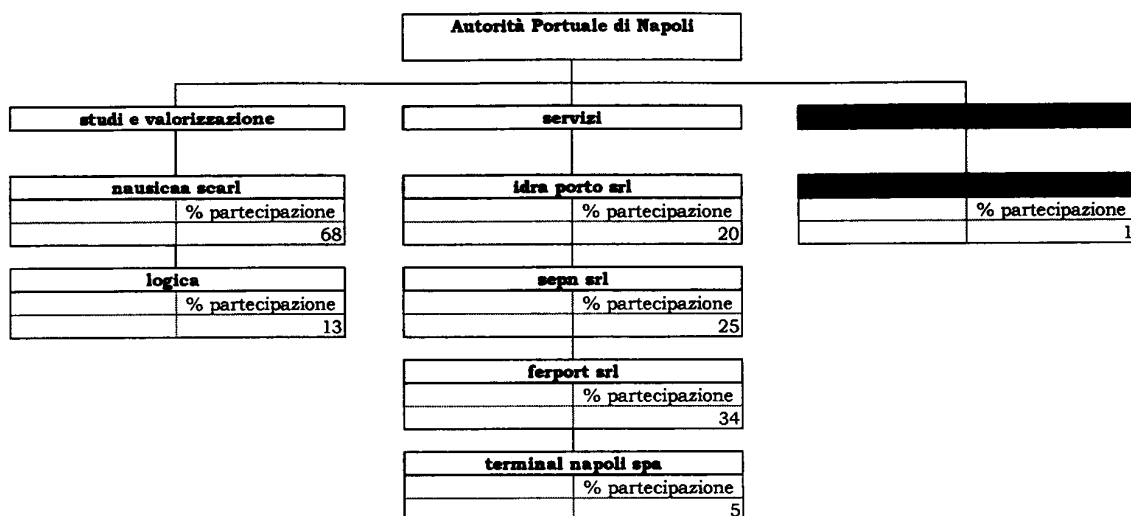 Autorità Portuale di Napoli
studi e valorizzazione
servizi
nausicaa scarl
% partecipazione
68
logica
% partecipazione
13
idra porto srl
% partecipazione
20
sepn srl
% partecipazione
25
ferport srl
% partecipazione
34
terminal napoli spa
% partecipazione
5
% partecipazione
1